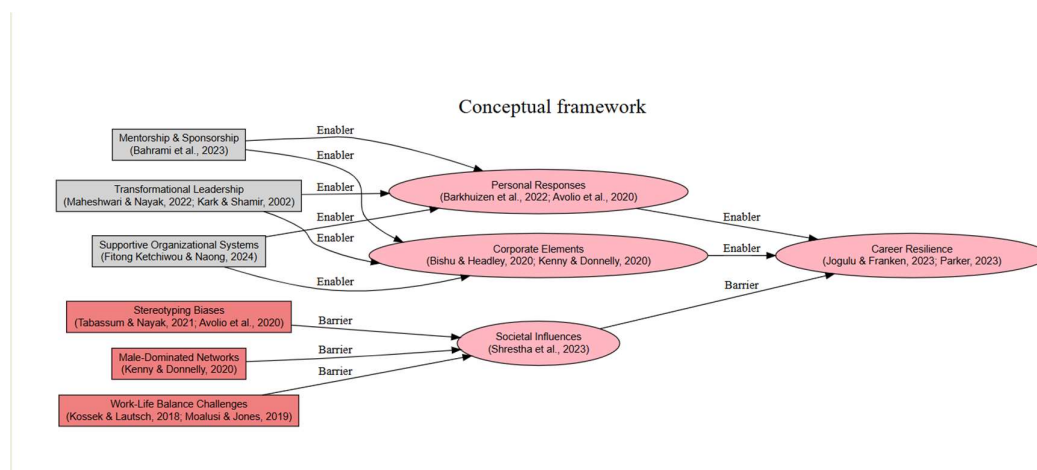 Conceptual framework
Mentorship & Sponsorship
(Bahrami et al., 2023)
Transformational Leadership
(Maheshwari & Nayak, 2022; Kark & Shamir, 2002)
Supportive Organizational Systems
(Fitong Ketchiwou & Naong, 2024)
Stereotyping Biases
(Tabassum & Nayak, 2021; Avolio et al., 2020)
Male-Dominated Networks
(Kenny & Donnelly, 2020)
Work-Life Balance Challenges
(Kossek & Lautsch, 2018; Moalusi & Jones, 2019)
Enabler
Enabler
Enabler
Enabler
Enabler
Enabler
Barrier
Barrier
Barrier
Personal Responses
(Barkhuizen et al., 2022; Avolio et al., 2020)
Corporate Elements
(Bishu & Headley, 2020; Kenny & Donnelly, 2020)
Societal Influences
(Shrestha et al., 2023)
Enabler
Enabler
Barrier
Career Resilience
(Jogulu & Franken, 2023; Parker, 2023)